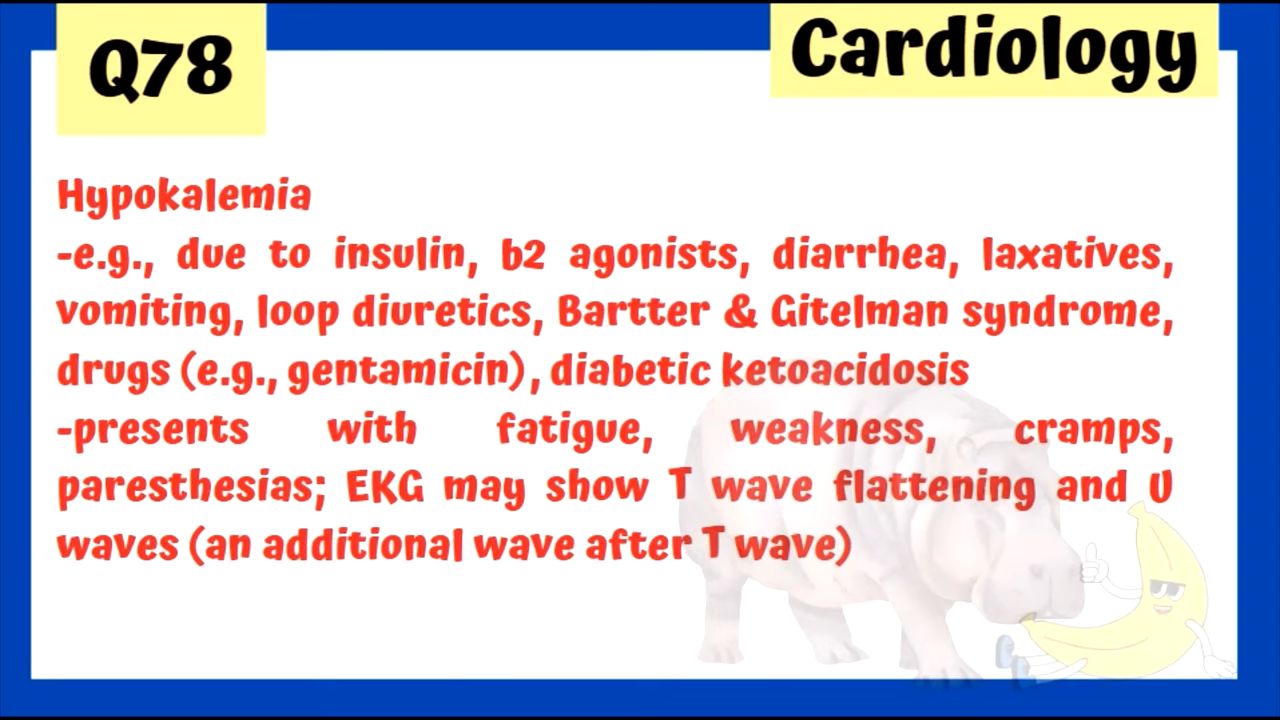 Q78
Cardiology
Hypokalemia
-e.g., due to insulin, b2 agonists, diarrhea, laxatives,
vomiting, loop diuretics, Bartter & Gitelman syndrome,
drugs (e.g., gentamicin), diabetic ketoacidosis
-presents with fatigue, weakness, cramps,
paresthesias; EKG may show T wave flattening and U
waves (an additional wave after T wave)